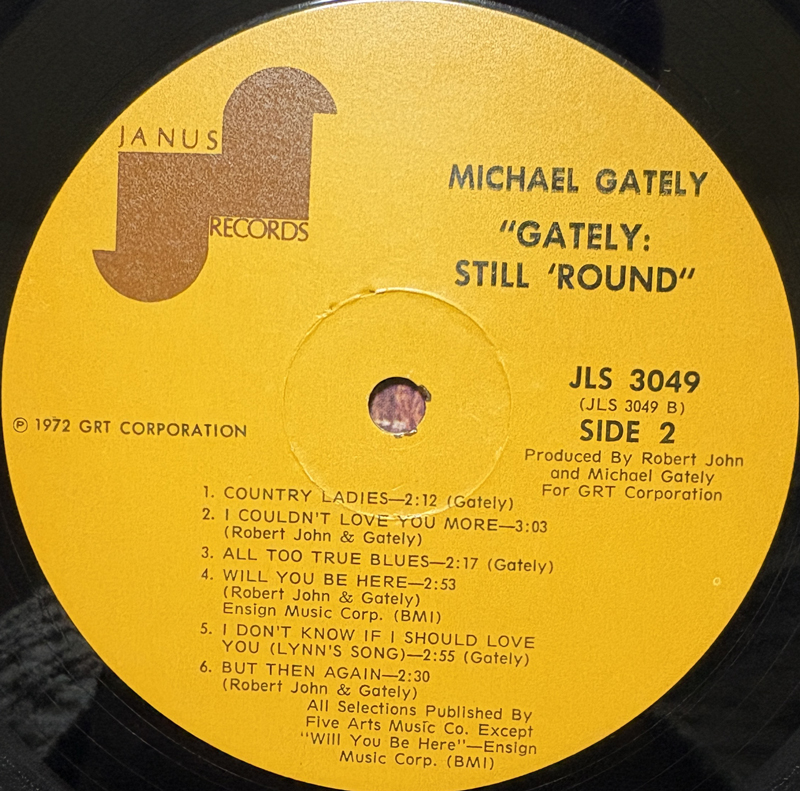 JANUS
RECORDS
MICHAEL GATELY
"GATELY:
STILL 'ROUND"
JLS 3049
(JLS 3049 B)
SIDE 2
Produced By Robert John
and Michael Gately
For GRT Corporation
℗ 1972 GRT CORPORATION
1. COUNTRY LADIES—2:12 (Gately)
2. I COULDN'T LOVE YOU MORE—3:03
(Robert John & Gately)
3. ALL TOO TRUE BLUES—2:17 (Gately)
4. WILL YOU BE HERE—2:53
(Robert John & Gately)
Ensign Music Corp. (BMI)
5. I DON'T KNOW IF I SHOULD LOVE
YOU (LYNN'S SONG)—2:55 (Gately)
6. BUT THEN AGAIN—2:30
(Robert John & Gately)
All Selections Published By
Five Arts Music Co. Except
"Will You Be Here"—Ensign
Music Corp. (BMI)